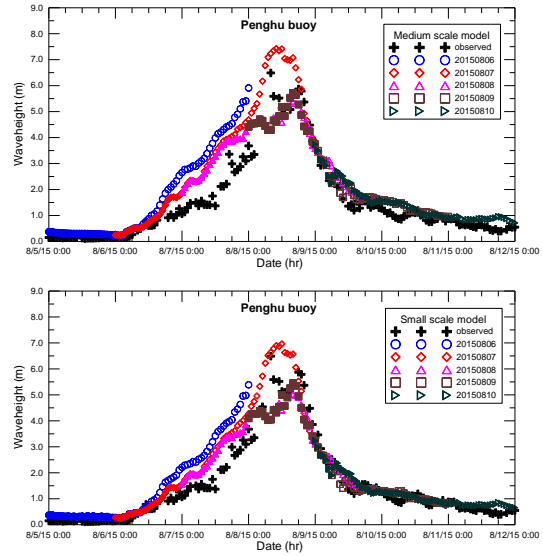 Penghu buoy
Waveheight (m)
9.0
8.0
7.0
6.0
5.0
4.0
3.0
2.0
1.0
0.0
Medium scale model
observed
20150806
20150807
20150808
20150809
20150810
8/5/15 0:00 8/6/15 0:00 8/7/15 0:00 8/8/15 0:00 8/9/15 0:00 8/10/15 0:00 8/11/15 0:00 8/12/15 0:00
Date (hr)
Penghu buoy
Waveheight (m)
9.0
8.0
7.0
6.0
5.0
4.0
3.0
2.0
1.0
0.0
Small scale model
observed
20150806
20150807
20150808
20150809
20150810
8/5/15 0:00 8/6/15 0:00 8/7/15 0:00 8/8/15 0:00 8/9/15 0:00 8/10/15 0:00 8/11/15 0:00 8/12/15 0:00
Date (hr)